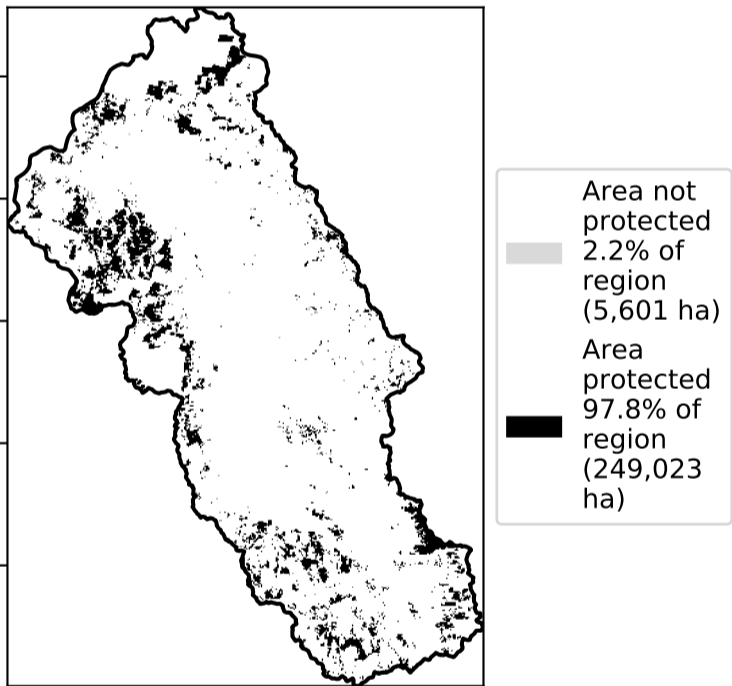 Area not
protected
2.2% of
region
(5,601 ha)
Area
protected
97.8% of
region
(249,023
ha)